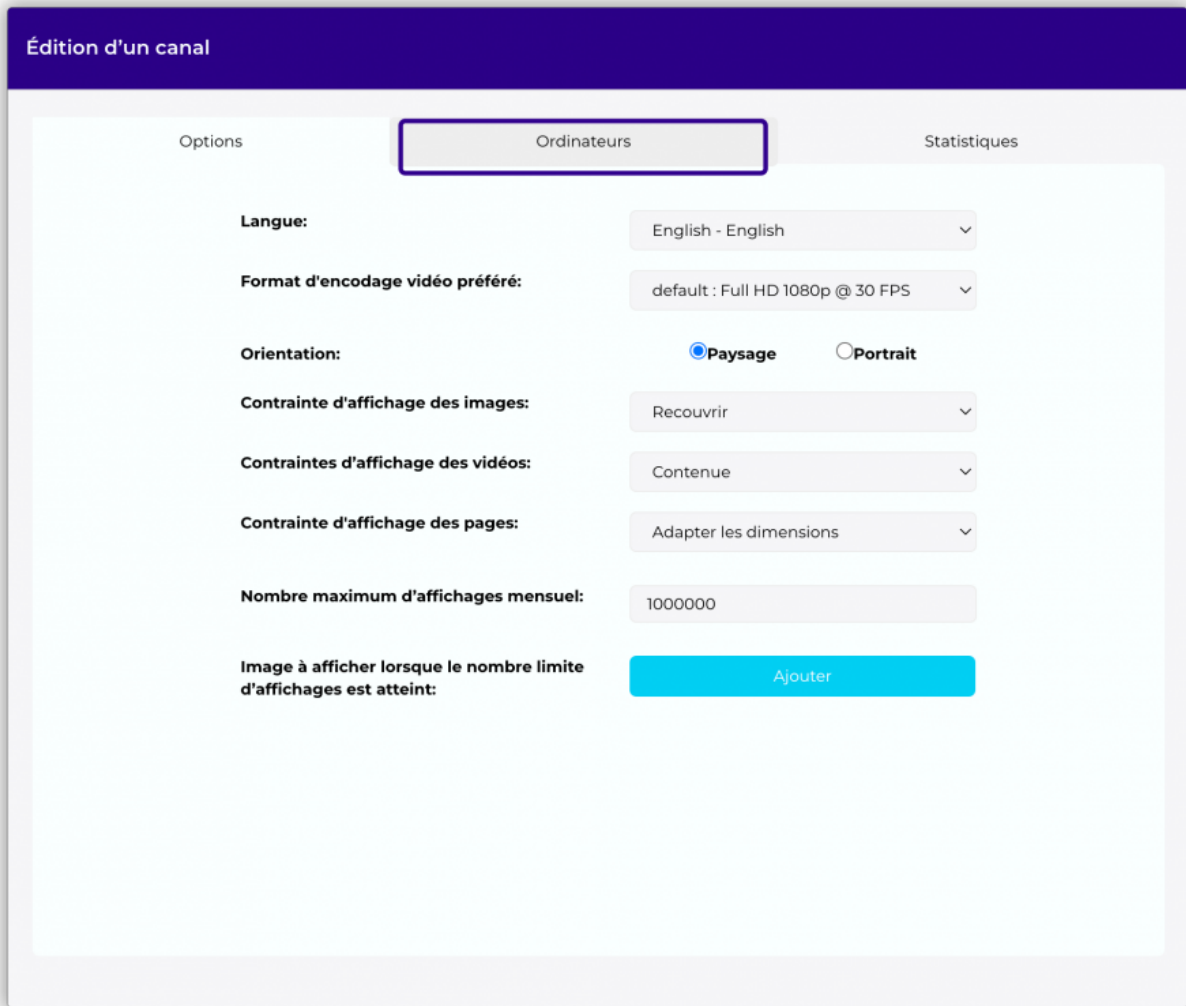 Édition d’un canal
Options Ordinateurs Statistiques
Langue: English - English
Format d'encodage vidéo préféré: default : Full HD 1080p @ 30 FPS
Orientation: Paysage Portrait
Contrainte d'affichage des images: Recouvrir
Contraintes d’affichage des vidéos: Contenue
Contrainte d'affichage des pages: Adapter les dimensions
Nombre maximum d’affichages mensuel: 1000000
Image à afficher lorsque le nombre limite
d’affichages est atteint: Ajouter